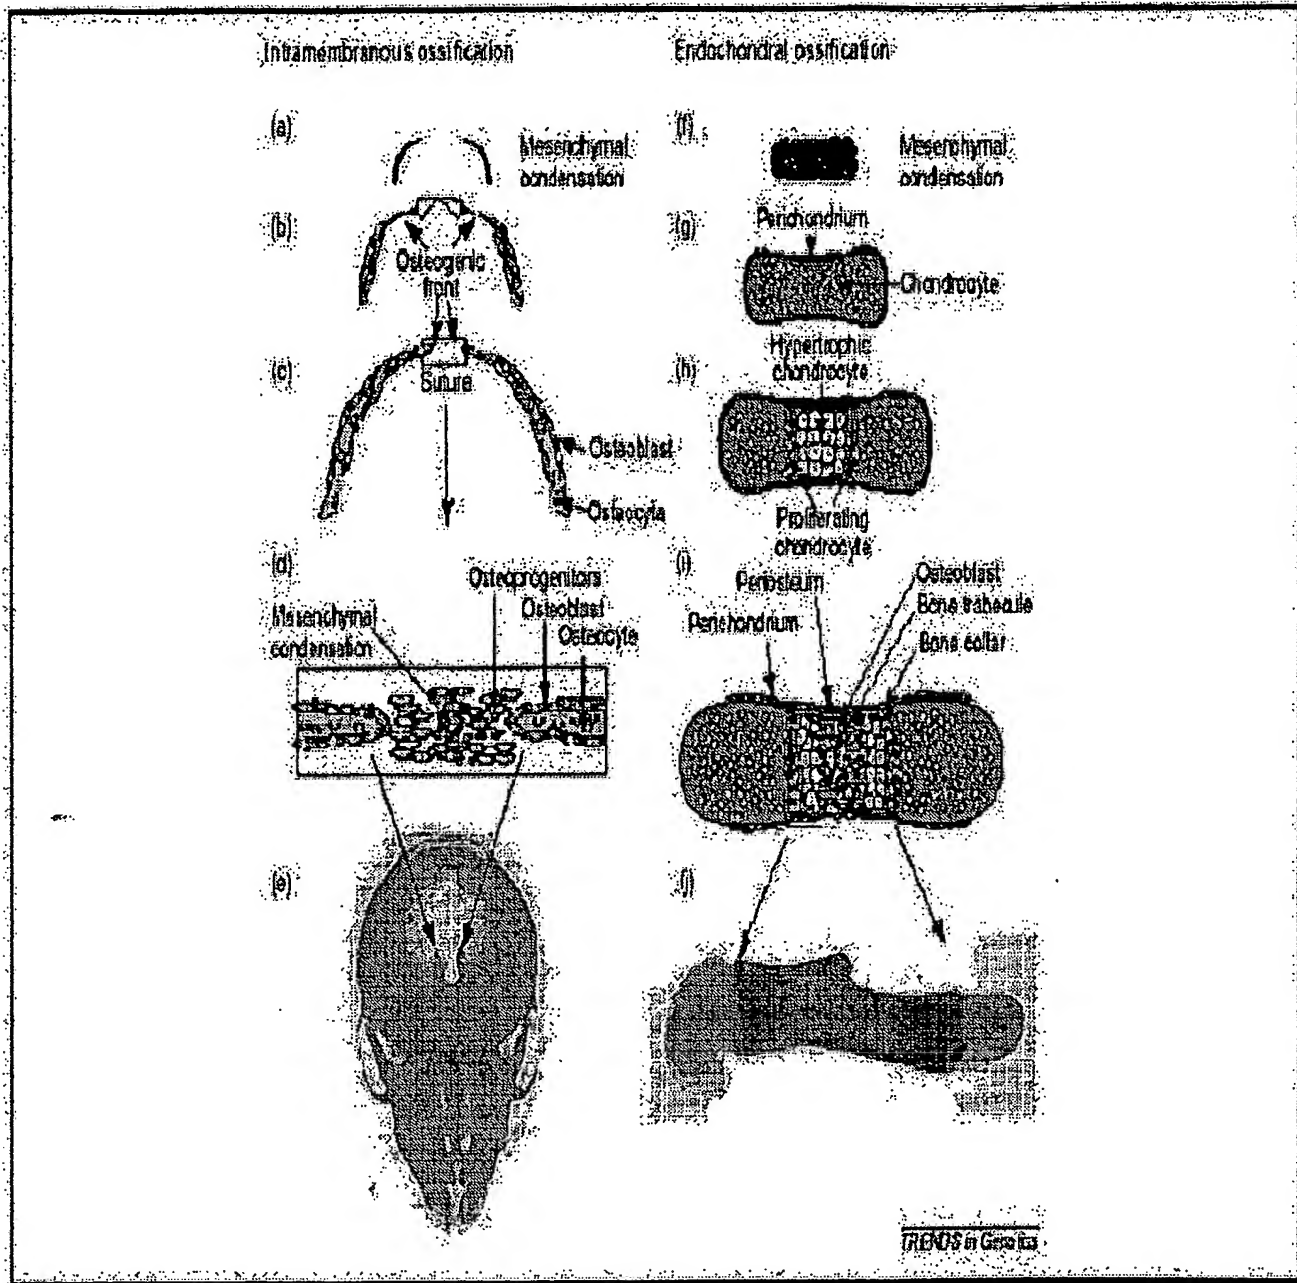 Intramembranous ossification
Endochondral ossification
(a)
Mesenchymal
condensation
(b)
Osteogenic
front
(c)
Suture
Osteoblast
Osteocyte
(d)
Osteoprogenitors
Osteoblast
Osteocyte
Mesenchymal
condensation
(e)
(f)
Mesenchymal
condensation
(g)
Perichondrium
Chondrocyte
(h)
Hypertrophic
chondrocyte
Proliferating
chondrocyte
(i)
Periosteum
Perichondrium
Osteoblast
Bone trabecule
Bone collar
(j)
TRENDS in Genetics